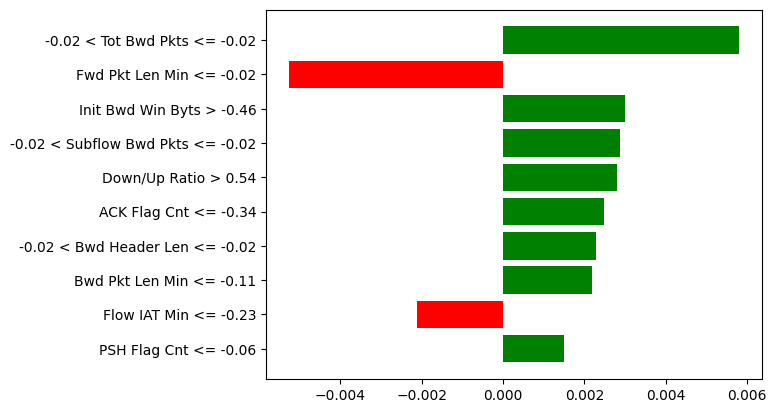 -0.02 < Tot Bwd Pkts <= -0.02
Fwd Pkt Len Min <= -0.02
Init Bwd Win Byts > -0.46
-0.02 < Subflow Bwd Pkts <= -0.02
Down/Up Ratio > 0.54
ACK Flag Cnt <= -0.34
-0.02 < Bwd Header Len <= -0.02
Bwd Pkt Len Min <= -0.11
Flow IAT Min <= -0.23
PSH Flag Cnt <= -0.06
−0.004 −0.002 0.000 0.002 0.004 0.006